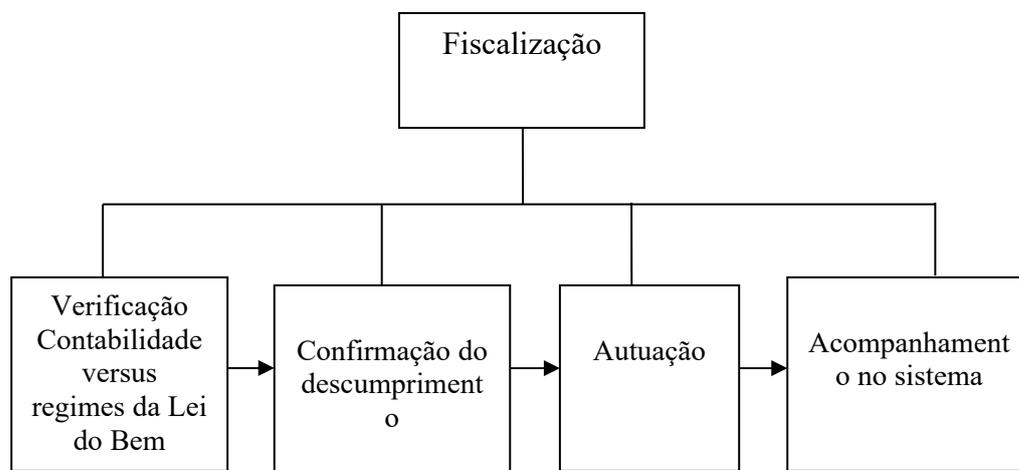 Fiscalização
Verificação
Contabilidade
versus
regimes da Lei
do Bem
Confirmação do
descumpriment
o
Autuação
Acompanhament
o no sistema